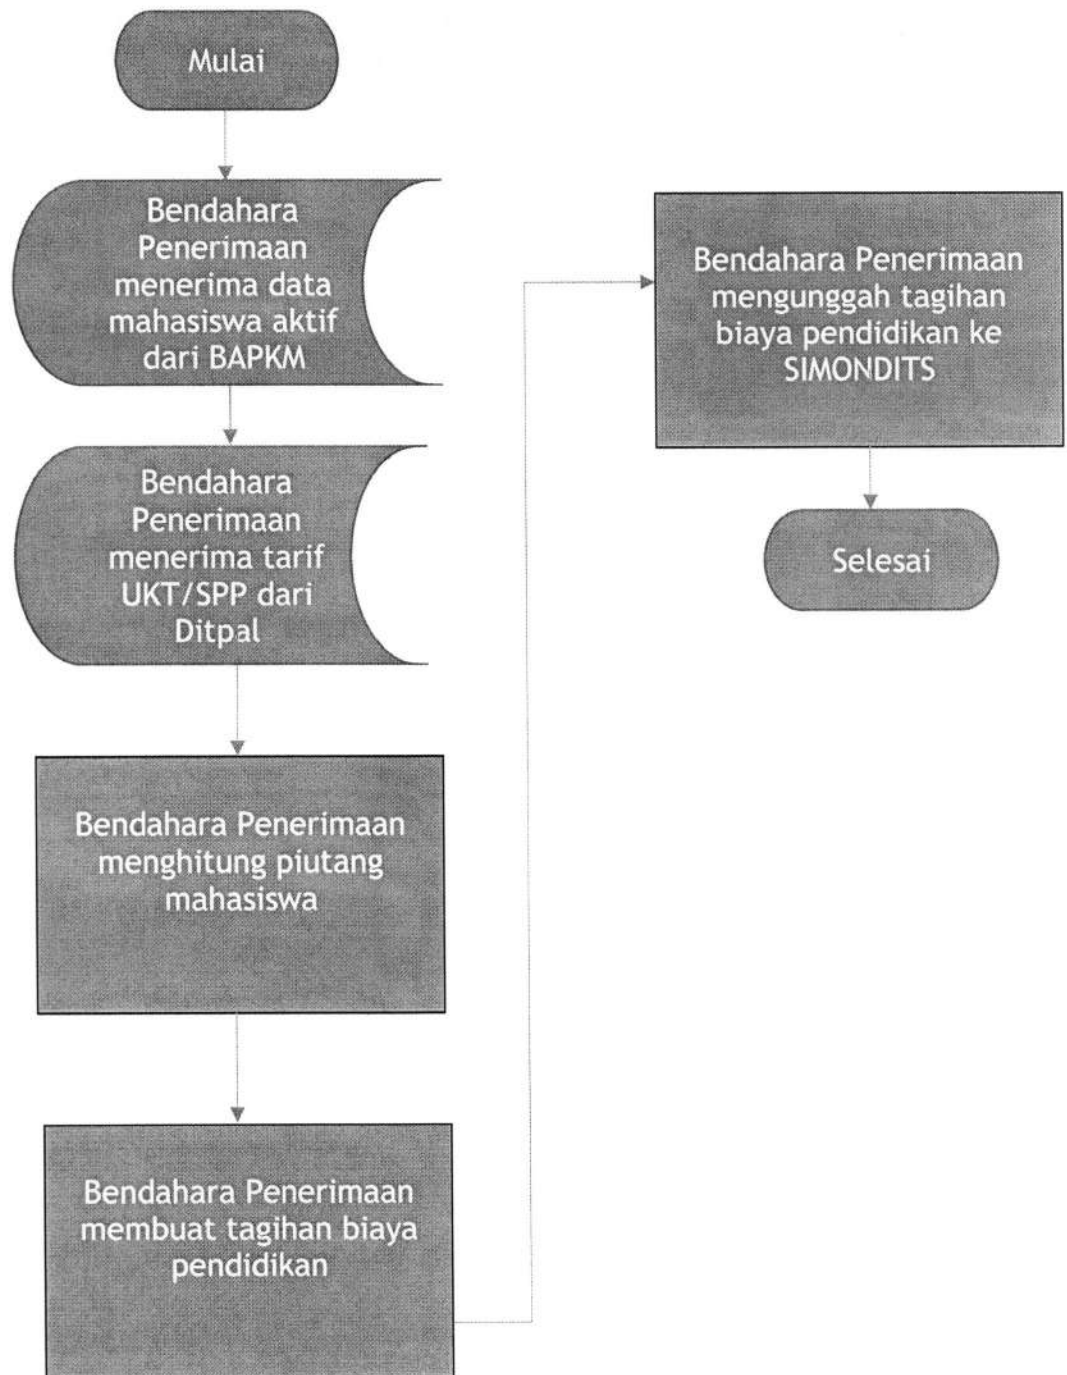 Mulai
Bendahara
Penerimaan
menerima data
mahasiswa aktif
dari BAPKM
Bendahara
Penerimaan
menerima tarif
UKT/SPP dari
Ditpal
Bendahara Penerimaan
menghitung piutang
mahasiswa
Bendahara Penerimaan
membuat tagihan biaya
pendidikan
Bendahara Penerimaan
mengunggah tagihan
biaya pendidikan ke
SIMONDITS
Selesai